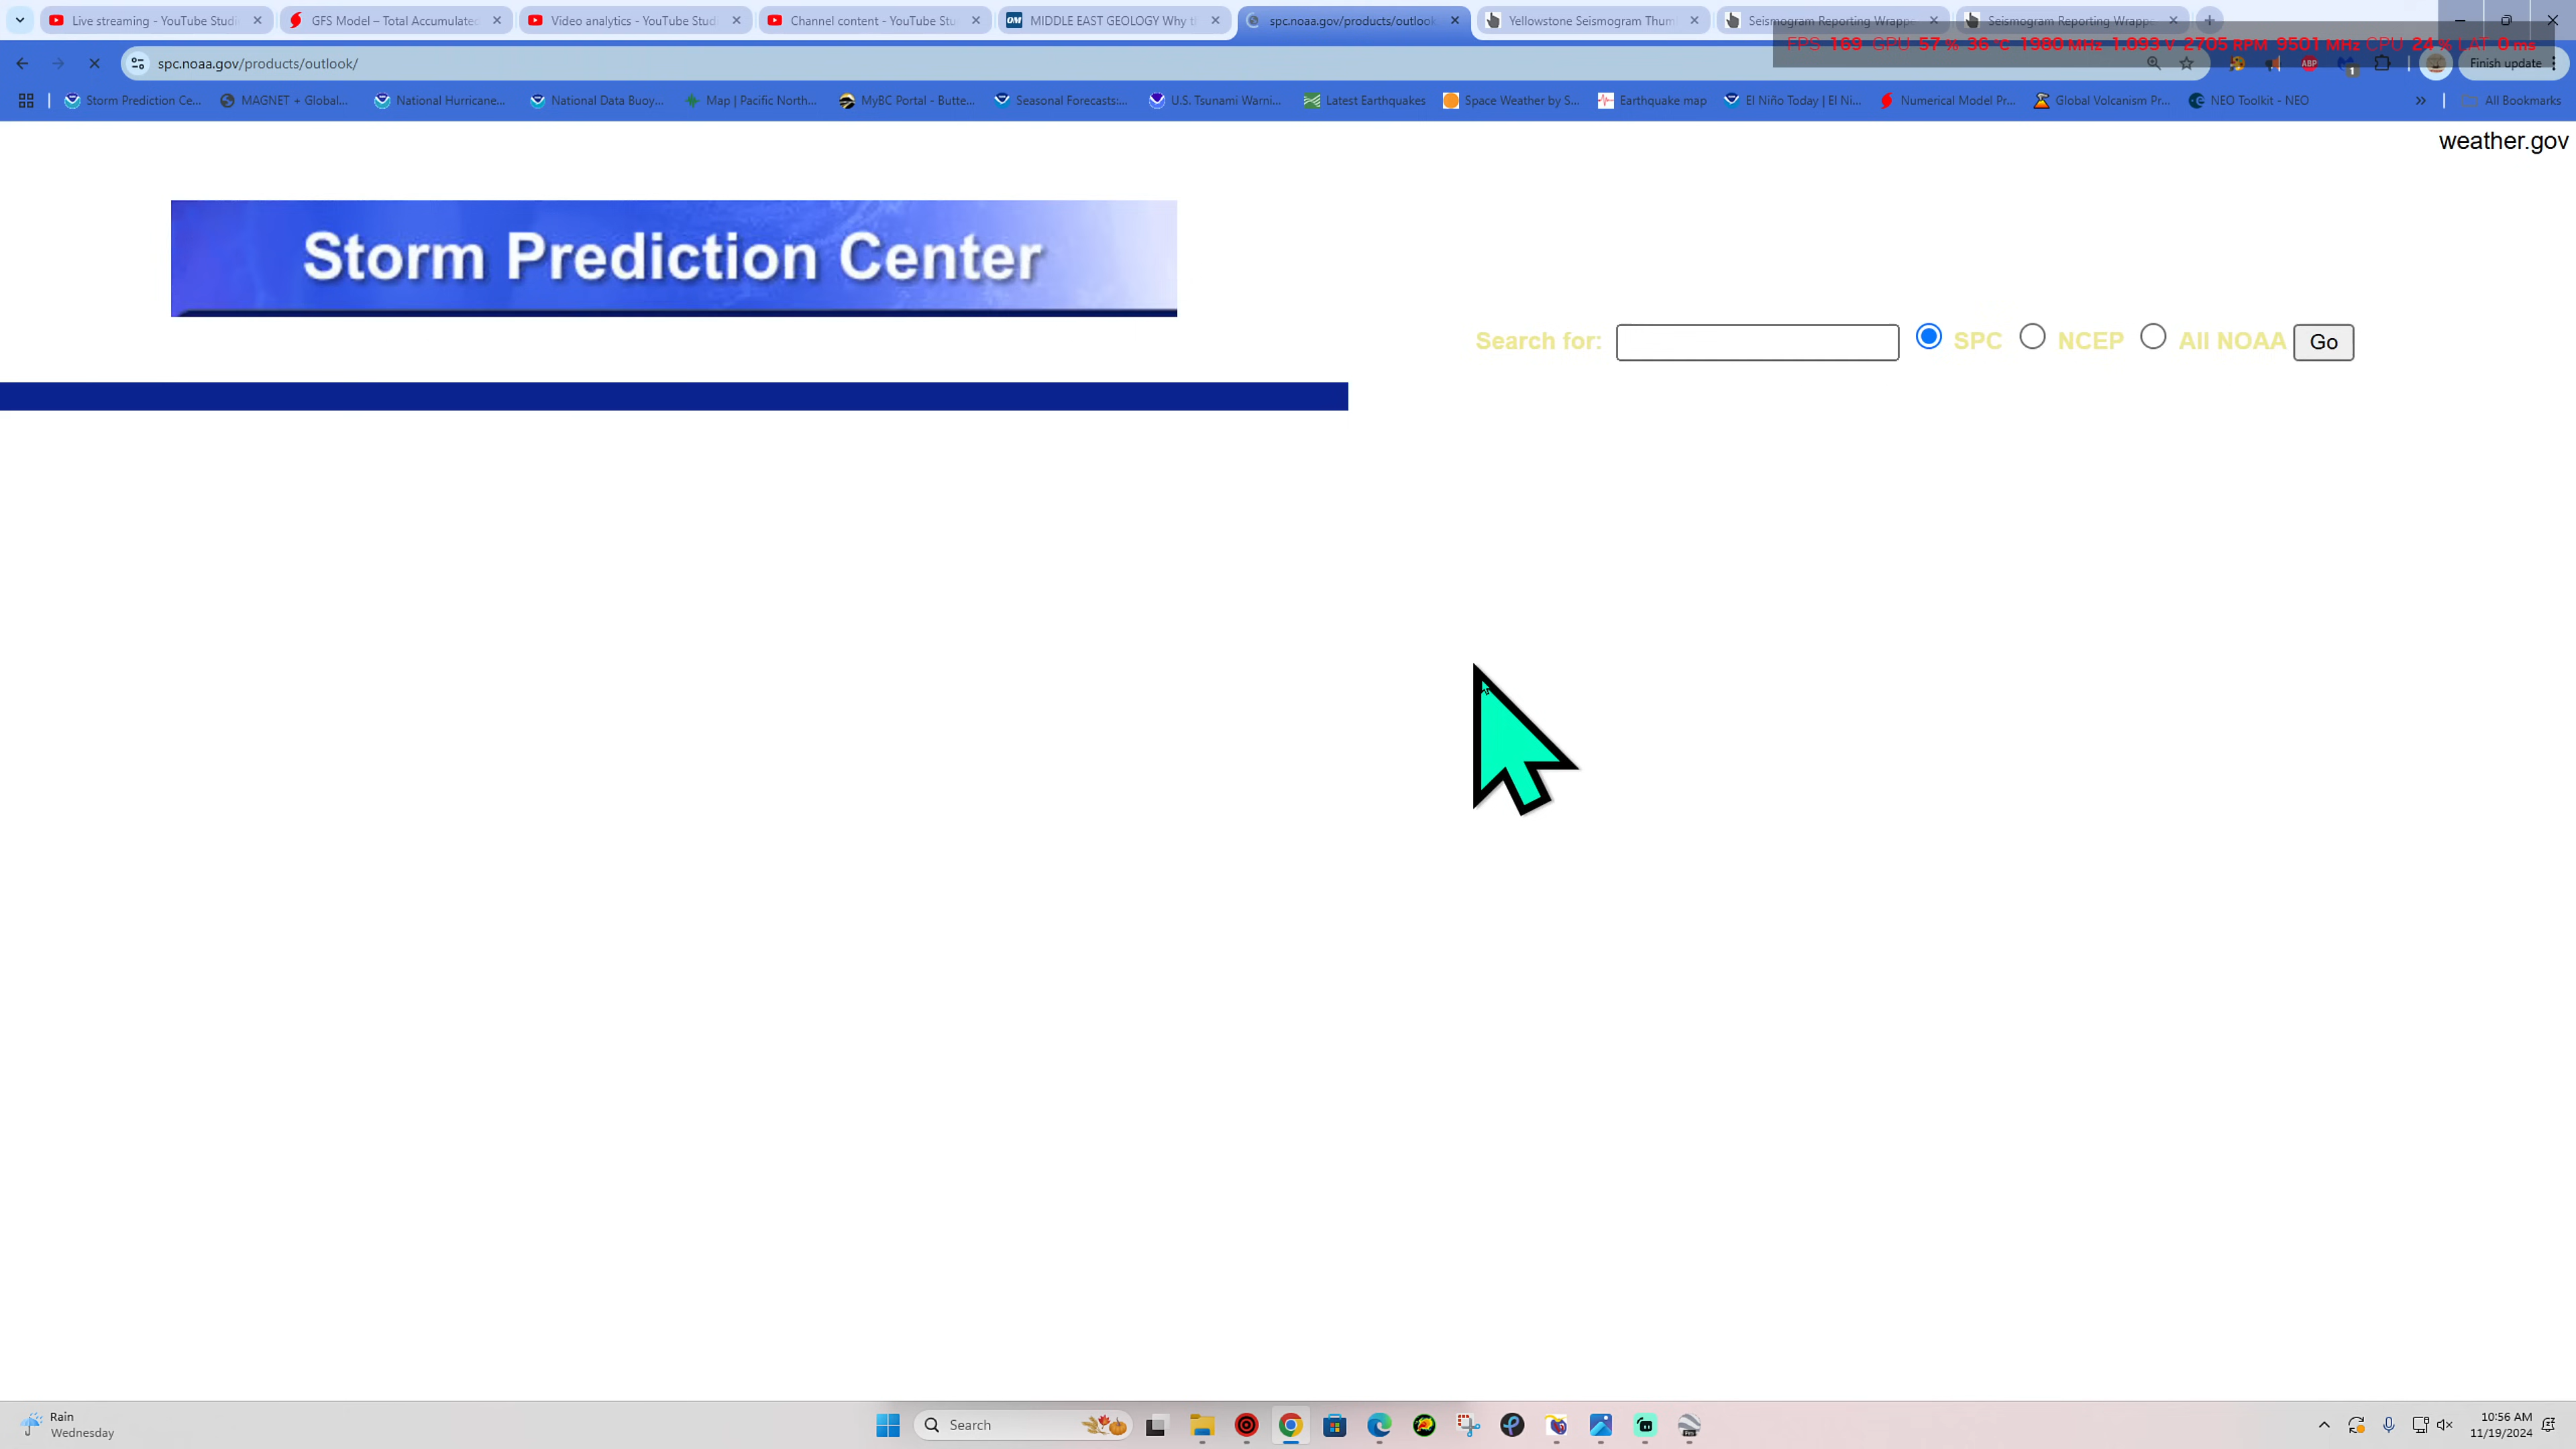 Live streaming - YouTube Studi
GFS Model – Total Accumulated
Video analytics - YouTube Studi
Channel content - YouTube Stu
MIDDLE EAST GEOLOGY Why t
spc.noaa.gov/products/outlook
Yellowstone Seismogram Thum
Seismogram Reporting Wrappe
Seismogram Reporting Wrappe
FPS 169 GPU 57 % 36 °C 1980 MHz 1.093 V 2705 RPM 9501 MHz CPU 24 % LAT 0 ms
spc.noaa.gov/products/outlook/
ABP
1
Finish update
Storm Prediction Ce...
MAGNET + Global...
National Hurricane...
National Data Buoy...
Map | Pacific North...
MyBC Portal - Butte...
Seasonal Forecasts:...
U.S. Tsunami Warni...
Latest Earthquakes
Space Weather by S...
Earthquake map
El Niño Today | El Ni...
Numerical Model Pr...
Global Volcanism Pr...
NEO Toolkit - NEO
All Bookmarks
weather.gov
Storm Prediction Center
Search for: SPC NCEP All NOAA Go
Rain
Wednesday
Search
10:56 AM
11/19/2024